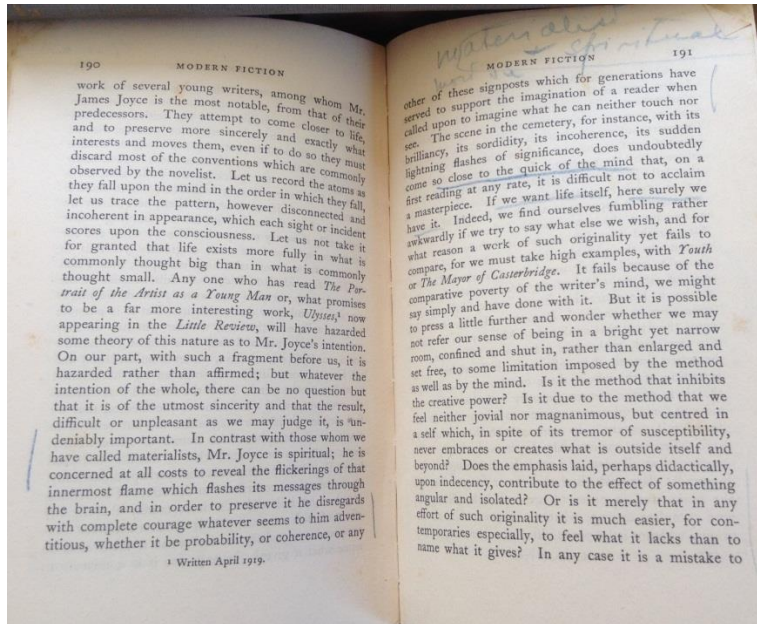 190 MODERN FICTION
work of several young writers, among whom Mr.
James Joyce is the most notable, from that of their
predecessors. They attempt to come closer to life,
and to preserve more sincerely and exactly what
interests and moves them, even if to do so they must
discard most of the conventions which are commonly
observed by the novelist. Let us record the atoms as
they fall upon the mind in the order in which they fall,
let us trace the pattern, however disconnected and
incoherent in appearance, which each sight or incident
scores upon the consciousness. Let us not take it
for granted that life exists more fully in what is
commonly thought big than in what is commonly
thought small. Any one who has read The Por-
trait of the Artist as a Young Man or, what promises
to be a far more interesting work, Ulysses,¹ now
appearing in the Little Review, will have hazarded
some theory of this nature as to Mr. Joyce's intention.
On our part, with such a fragment before us, it is
hazarded rather than affirmed; but whatever the
intention of the whole, there can be no question but
that it is of the utmost sincerity and that the result,
difficult or unpleasant as we may judge it, is un-
deniably important. In contrast with those whom we
have called materialists, Mr. Joyce is spiritual; he is
concerned at all costs to reveal the flickerings of that
innermost flame which flashes its messages through
the brain, and in order to preserve it he disregards
with complete courage whatever seems to him adven-
titious, whether it be probability, or coherence, or any
¹ Written April 1919.
materialist
spiritual
MODERN FICTION 191
other of these signposts which for generations have
served to support the imagination of a reader when
called upon to imagine what he can neither touch nor
see. The scene in the cemetery, for instance, with its
brilliancy, its sordidity, its incoherence, its sudden
lightning flashes of significance, does undoubtedly
come so close to the quick of the mind that, on a
first reading at any rate, it is difficult not to acclaim
a masterpiece. If we want life itself, here surely we
have it. Indeed, we find ourselves fumbling rather
awkwardly if we try to say what else we wish, and for
what reason a work of such originality yet fails to
compare, for we must take high examples, with Youth
or The Mayor of Casterbridge. It fails because of the
comparative poverty of the writer's mind, we might
say simply and have done with it. But it is possible
to press a little further and wonder whether we may
not refer our sense of being in a bright yet narrow
room, confined and shut in, rather than enlarged and
set free, to some limitation imposed by the method
as well as by the mind. Is it the method that inhibits
the creative power? Is it due to the method that we
feel neither jovial nor magnanimous, but centred in
a self which, in spite of its tremor of susceptibility,
never embraces or creates what is outside itself and
beyond? Does the emphasis laid, perhaps didactically,
upon indecency, contribute to the effect of something
angular and isolated? Or is it merely that in any
effort of such originality it is much easier, for con-
temporaries especially, to feel what it lacks than to
name what it gives? In any case it is a mistake to